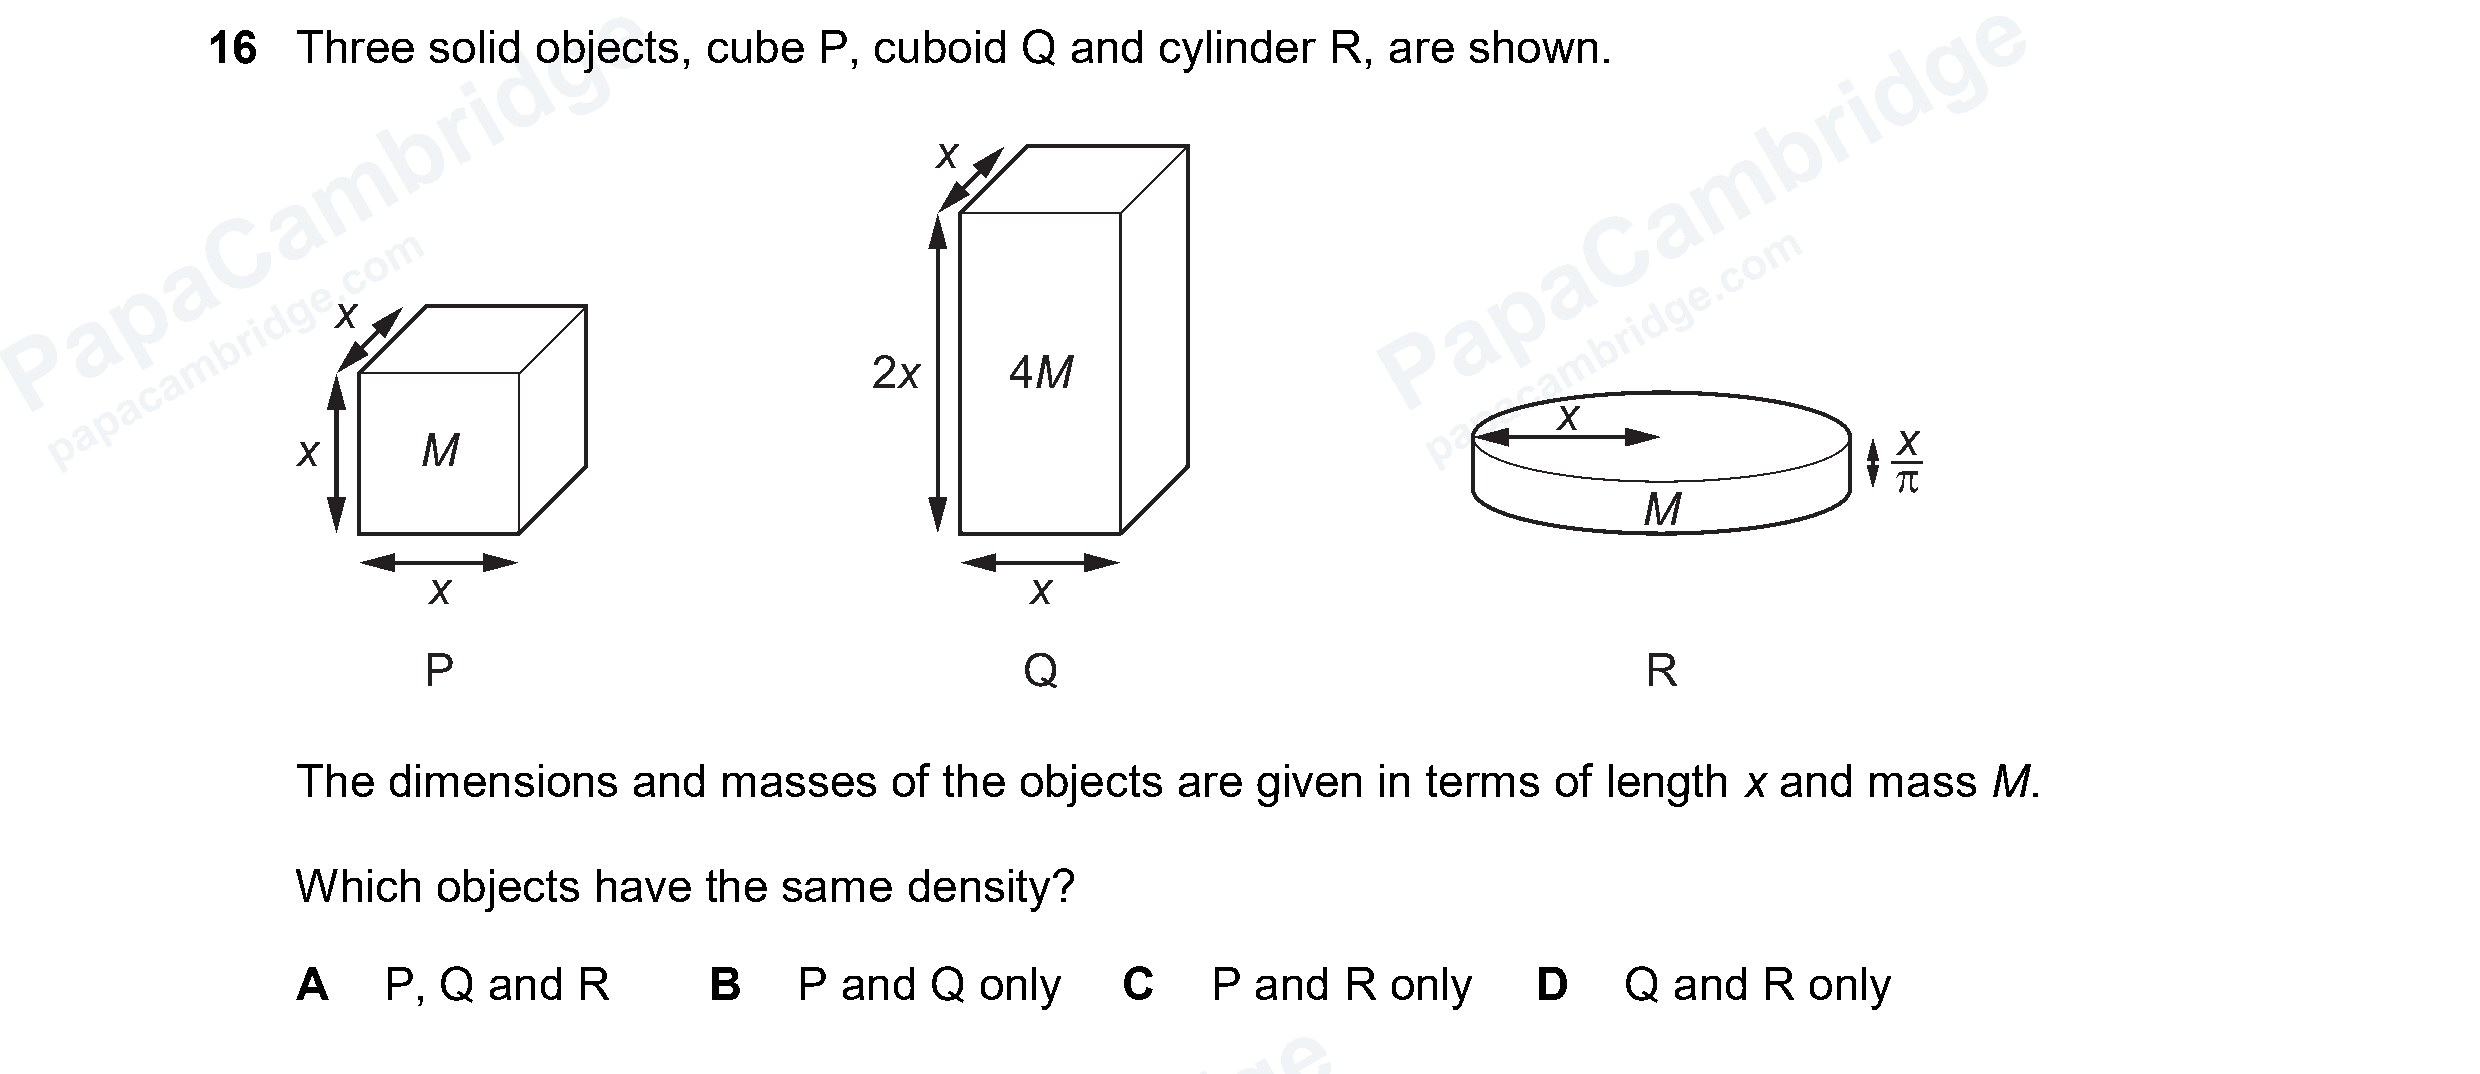 16 Three solid objects, cube P, cuboid Q and cylinder R, are shown.
PapaCambridge
papacambridge.com
PapaCambridge
papacambridge.com
x
x
M
x
P
x
2x
4M
x
Q
x
x
π
M
R
The dimensions and masses of the objects are given in terms of length x and mass M.
Which objects have the same density?
A P, Q and R B P and Q only C P and R only D Q and R only
ge